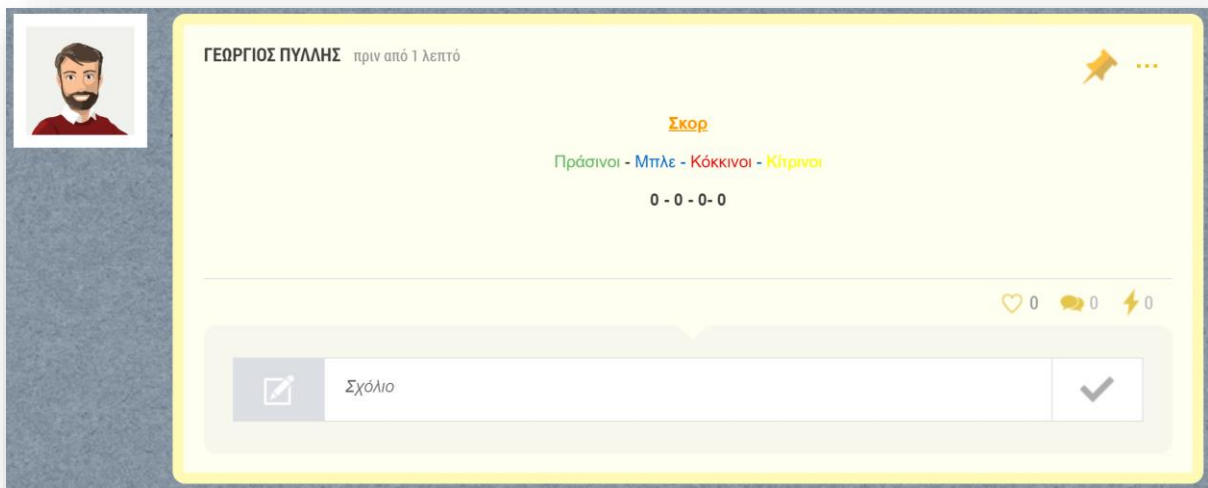 ΓΕΩΡΓΙΟΣ ΠΥΛΛΗΣ πριν από 1 λεπτό
Σκορ
Πράσινοι - Μπλε - Κόκκινοι - Κίτρινοι
0 - 0 - 0- 0
0 0 0
Σχόλιο